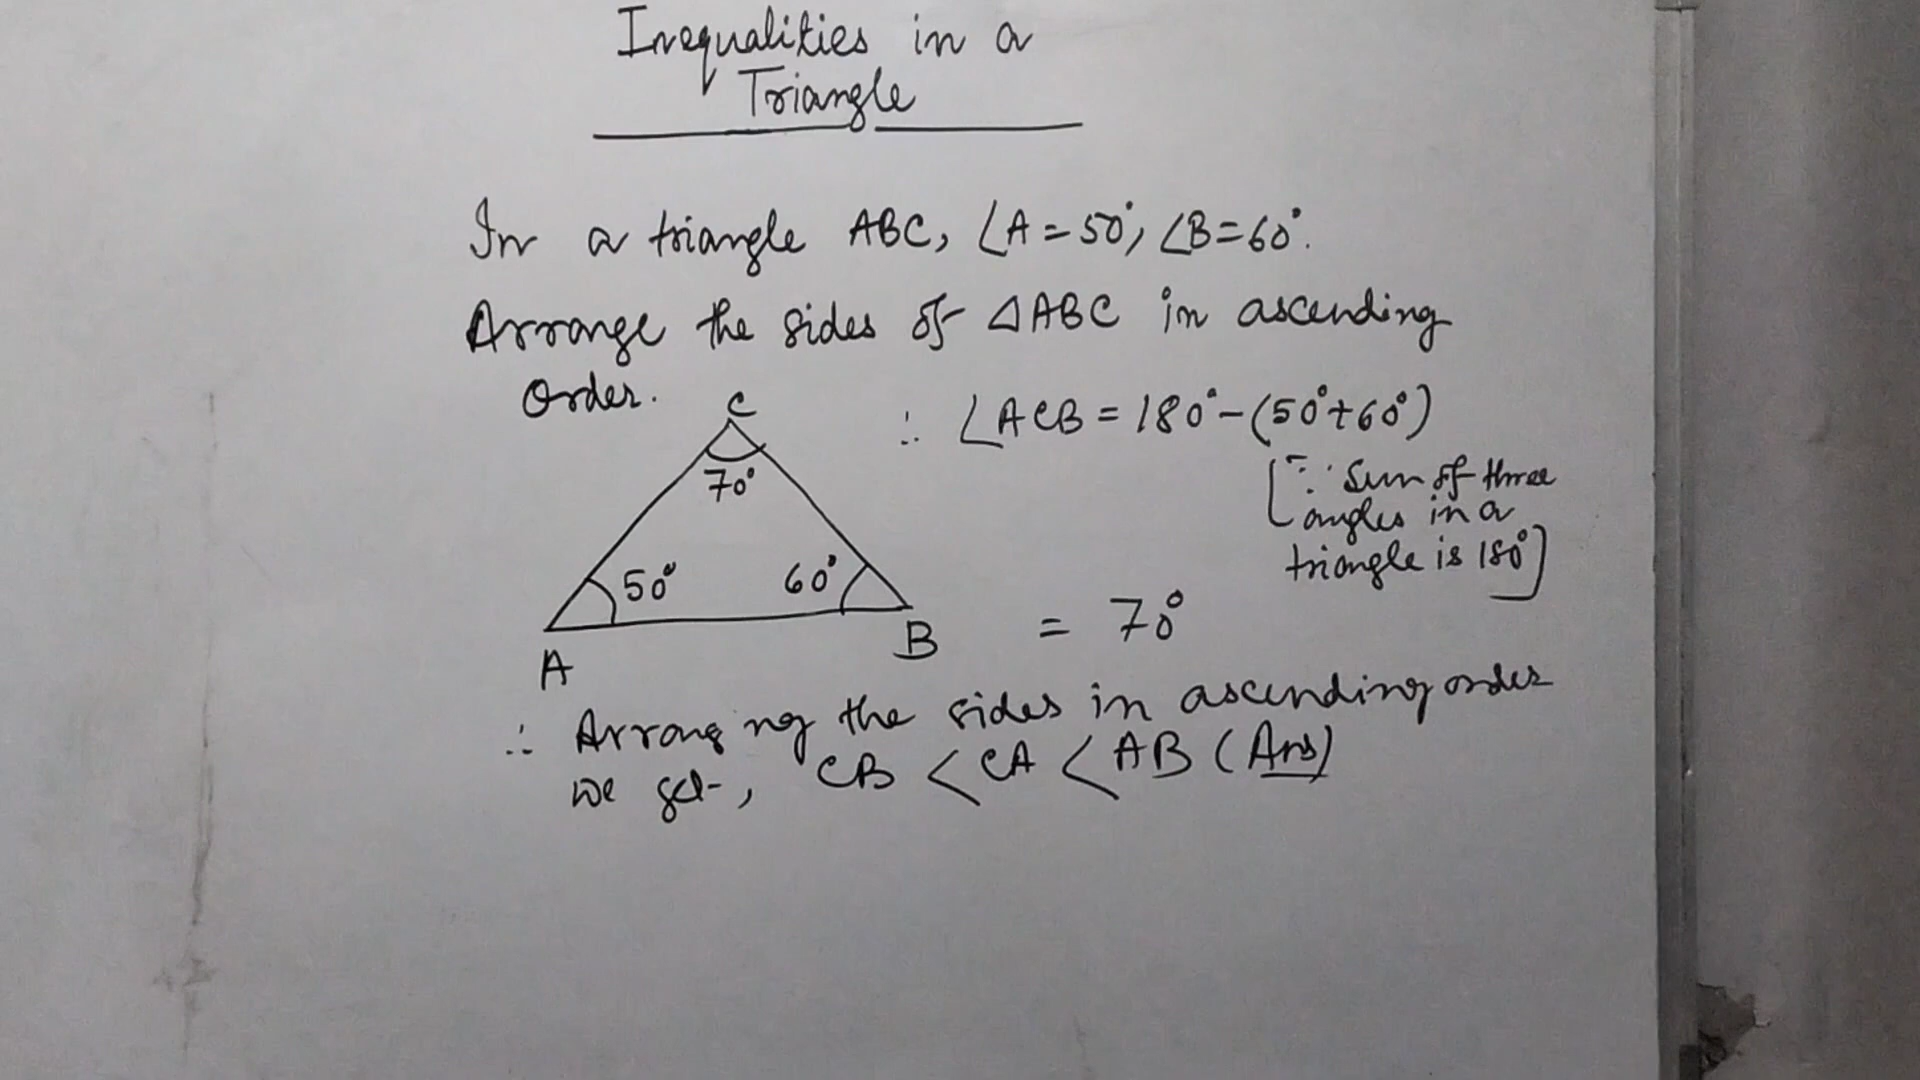 Inequalities in a
Triangle
In a triangle ABC, ∠A = 50°, ∠B = 60°.
Arrange the sides of △ABC in ascending
order.
C
∴ ∠ACB = 180° - (50° + 60°)
70°
[∵ Sum of three
angles in a
triangle is 180°]
50° 60°
= 70°
A B
∴ Arranging the sides in ascending order
we get, CB < CA < AB (Ans)